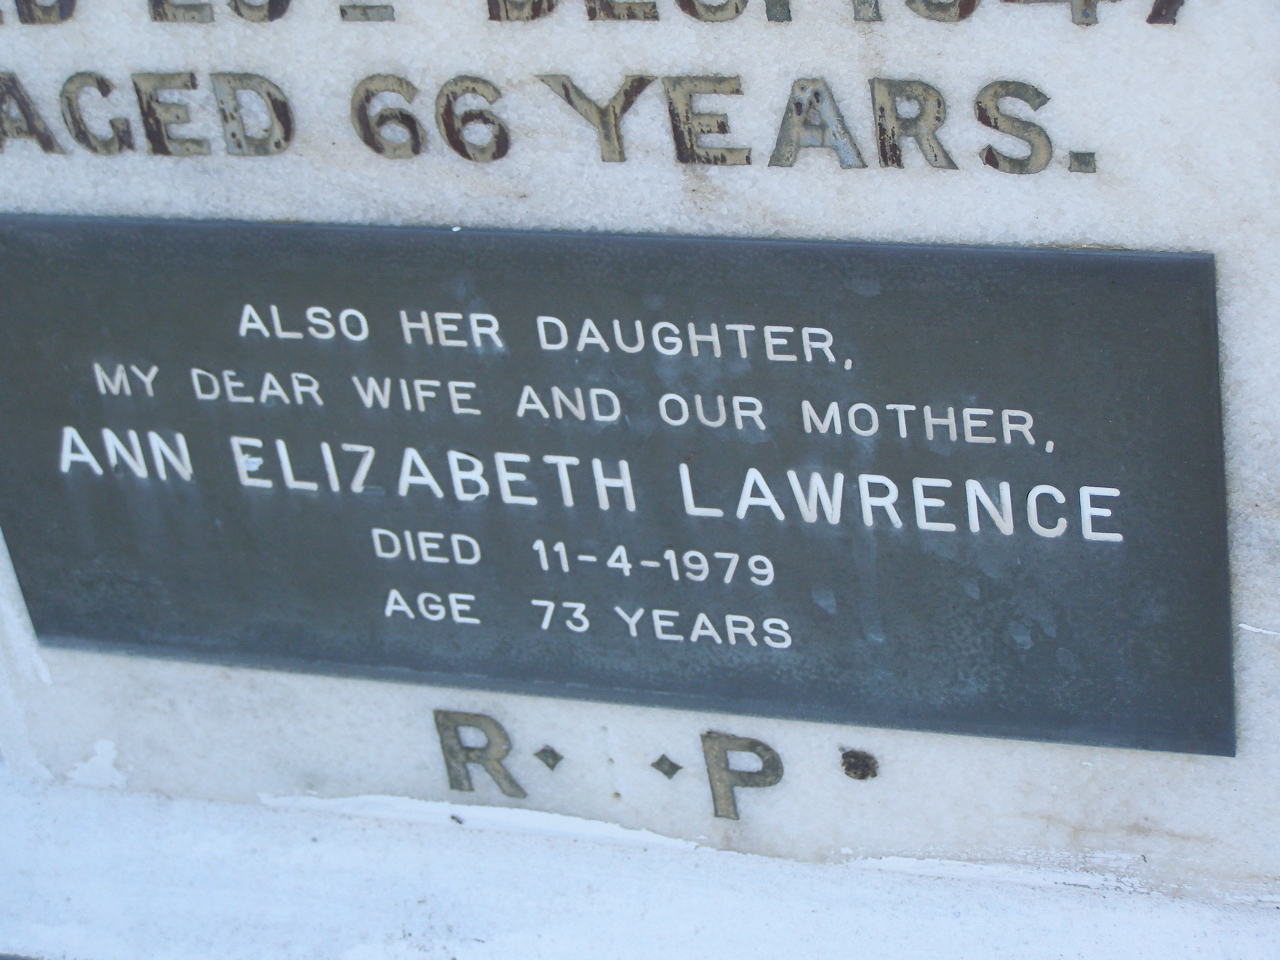 AGED 66 YEARS.
ALSO HER DAUGHTER,
MY DEAR WIFE AND OUR MOTHER,
ANN ELIZABETH LAWRENCE
DIED 11-4-1979
AGE 73 YEARS
R. .P.